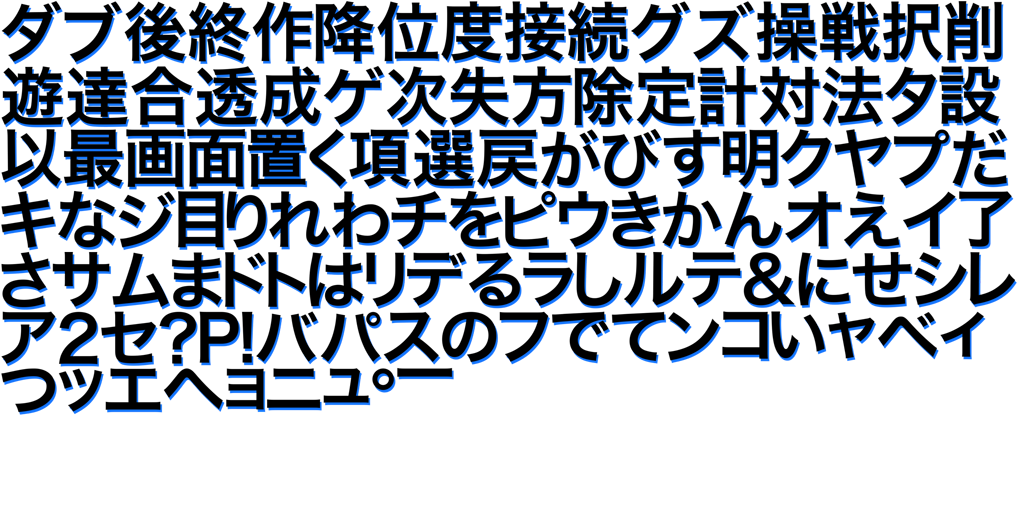 ダブ後終作降位度接続グズ操戦択削
遊達合透成ゲ次失方除定計対法タ設
以最画面置く項選戻がびす明クヤプだ
キなジ目りれわチをピウきかんオえイ了
さサムまドトはリデるラしルテ&にせシレ
ア2セ?P!バパスのフでてンコいャベィ
つッエヘョニュ°ー